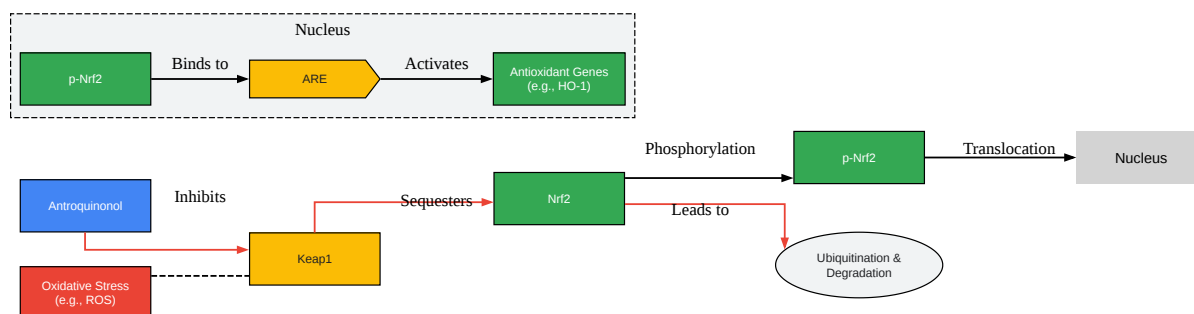 Nucleus
p-Nrf2
Binds to
ARE
Activates
Antioxidant Genes
(e.g., HO-1)
Phosphorylation
p-Nrf2
Translocation
Nucleus
Antroquinonol
Inhibits
Sequesters
Nrf2
Leads to
Keap1
Ubiquitination &
Degradation
Oxidative Stress
(e.g., ROS)